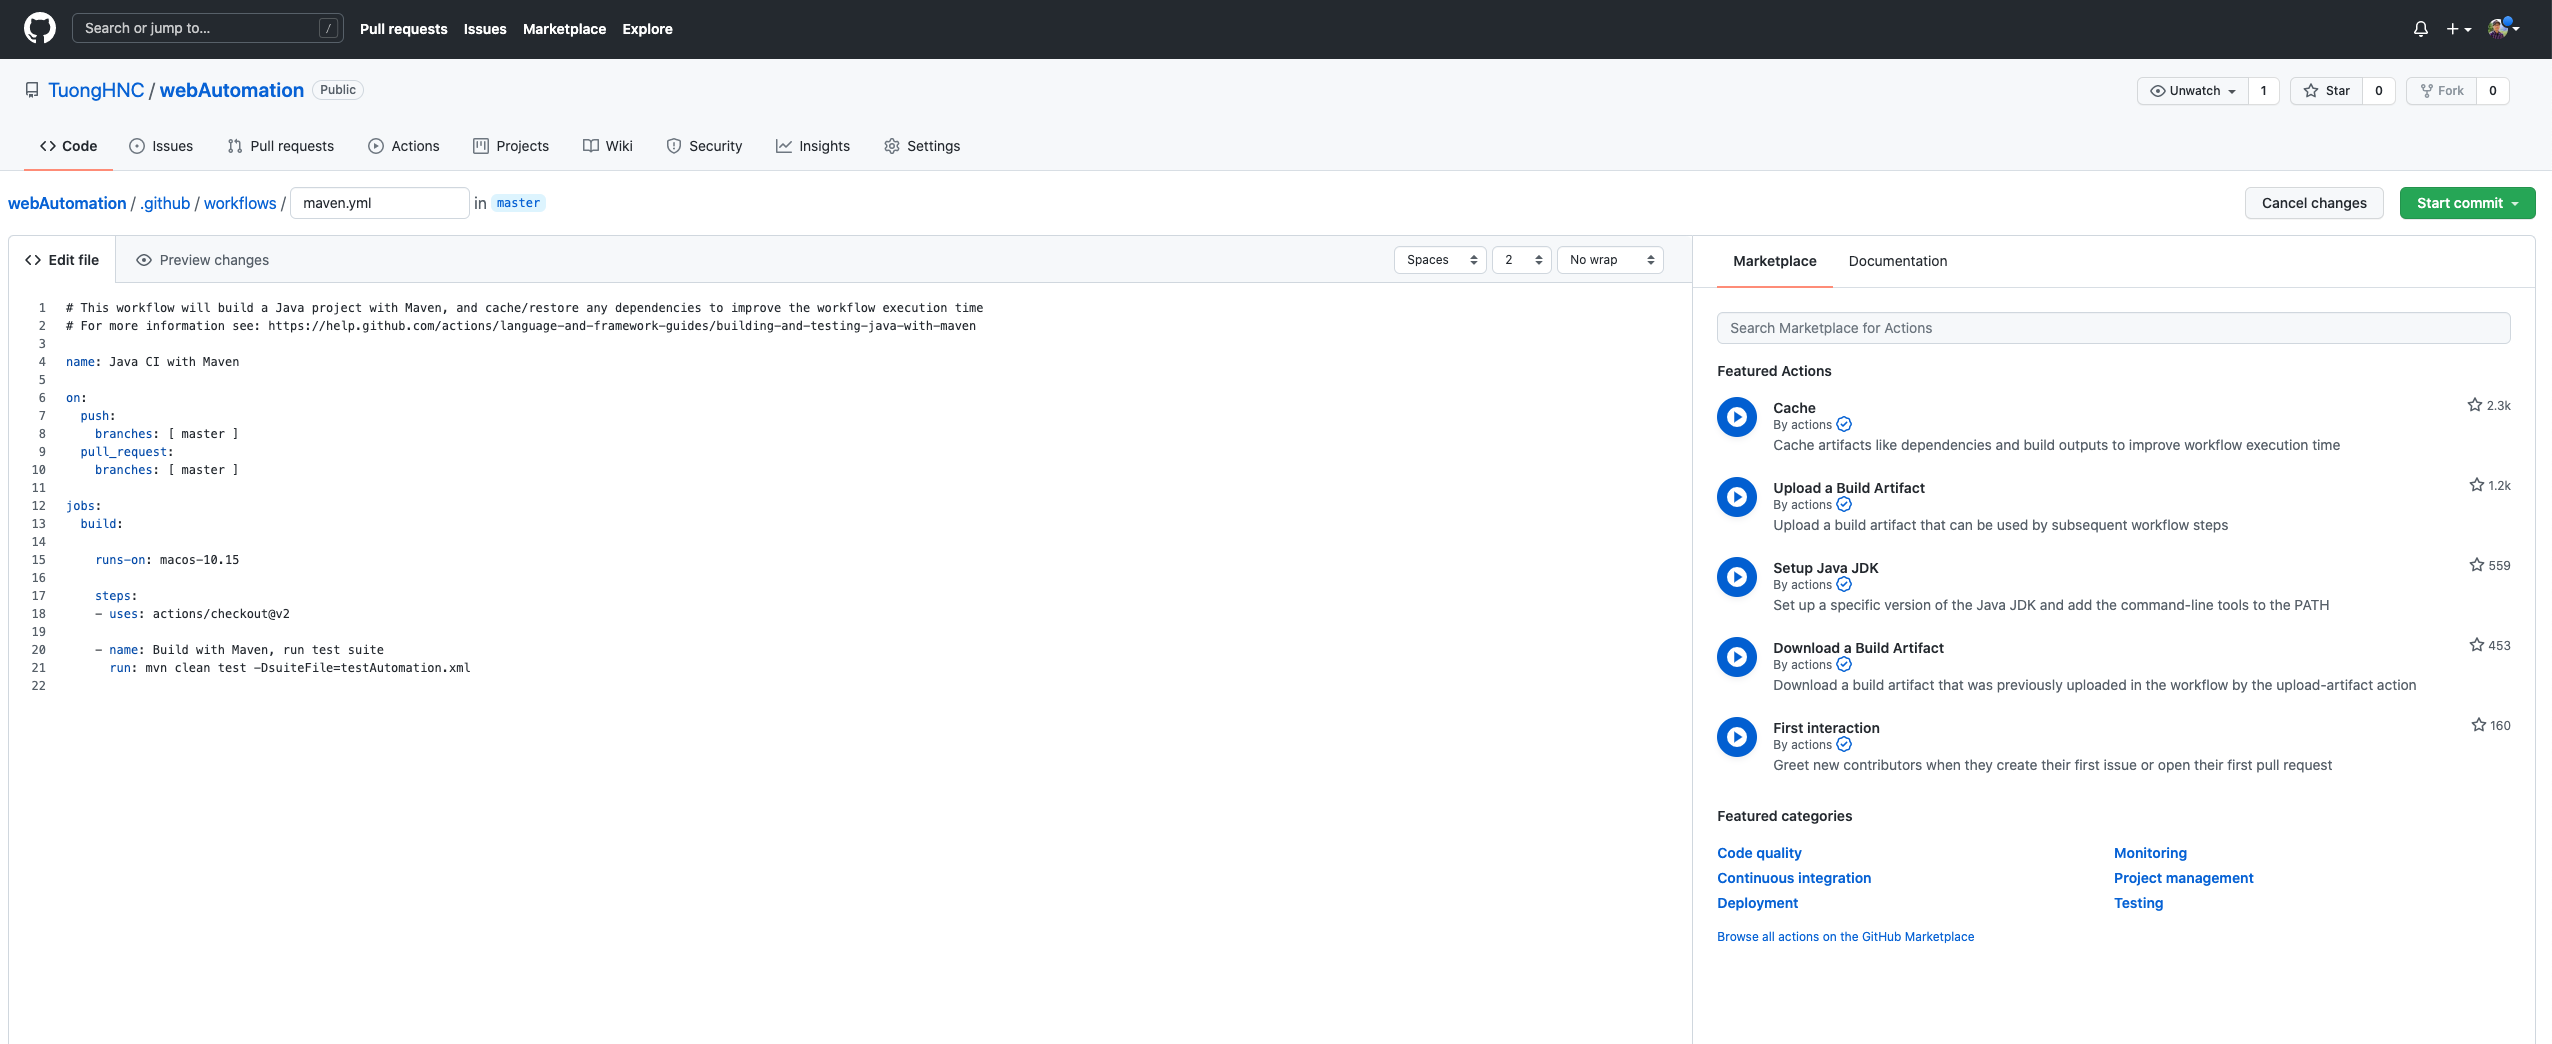 Search or jump to...
/
Pull requests
Issues
Marketplace
Explore
TuongHNC / webAutomation
Public
Unwatch
1
Star
0
Fork
0
Code
Issues
Pull requests
Actions
Projects
Wiki
Security
Insights
Settings
webAutomation / .github / workflows / maven.yml in master
Cancel changes
Start commit
Edit file
Preview changes
Spaces
2
No wrap
1 # This workflow will build a Java project with Maven, and cache/restore any dependencies to improve the workflow execution time
2 # For more information see: https://help.github.com/actions/language-and-framework-guides/building-and-testing-java-with-maven
3
4 name: Java CI with Maven
5
6 on:
7 push:
8 branches: [ master ]
9 pull_request:
10 branches: [ master ]
11
12 jobs:
13 build:
14
15 runs-on: macos-10.15
16
17 steps:
18 - uses: actions/checkout@v2
19
20 - name: Build with Maven, run test suite
21 run: mvn clean test -DsuiteFile=testAutomation.xml
22
Marketplace
Documentation
Search Marketplace for Actions
Featured Actions
Cache
2.3k
By actions
Cache artifacts like dependencies and build outputs to improve workflow execution time
Upload a Build Artifact
1.2k
By actions
Upload a build artifact that can be used by subsequent workflow steps
Setup Java JDK
559
By actions
Set up a specific version of the Java JDK and add the command-line tools to the PATH
Download a Build Artifact
453
By actions
Download a build artifact that was previously uploaded in the workflow by the upload-artifact action
First interaction
160
By actions
Greet new contributors when they create their first issue or open their first pull request
Featured categories
Code quality
Monitoring
Continuous integration
Project management
Deployment
Testing
Browse all actions on the GitHub Marketplace